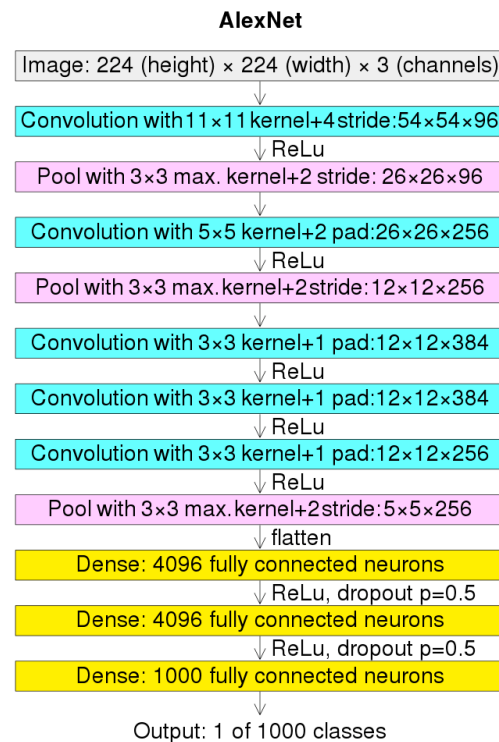 AlexNet
Image: 224 (height) × 224 (width) × 3 (channels)
Convolution with 11×11 kernel+4 stride:54×54×96
ReLu
Pool with 3×3 max. kernel+2 stride: 26×26×96
Convolution with 5×5 kernel+2 pad:26×26×256
ReLu
Pool with 3×3 max.kernel+2stride:12×12×256
Convolution with 3×3 kernel+1 pad:12×12×384
ReLu
Convolution with 3×3 kernel+1 pad:12×12×384
ReLu
Convolution with 3×3 kernel+1 pad:12×12×256
ReLu
Pool with 3×3 max.kernel+2stride:5×5×256
flatten
Dense: 4096 fully connected neurons
ReLu, dropout p=0.5
Dense: 4096 fully connected neurons
ReLu, dropout p=0.5
Dense: 1000 fully connected neurons
Output: 1 of 1000 classes